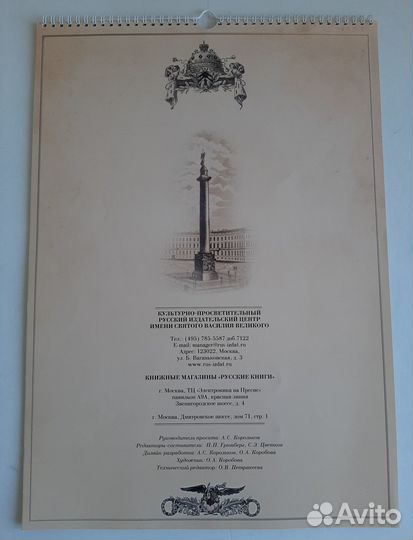 КУЛЬТУРНО-ПРОСВЕТИТЕЛЬНЫЙ
РУССКИЙ ИЗДАТЕЛЬСКИЙ ЦЕНТР
ИМЕНИ СВЯТОГО ВАСИЛИЯ ВЕЛИКОГО
Тел.: (495) 785-5587 доб.7122
E-mail: manager@rus-izdat.ru
Адрес: 123022. Москва,
ул. Б. Ваганьковская, д. 3
www.rus-izdat.ru
КНИЖНЫЕ МАГАЗИНЫ «РУССКИЕ КНИГИ»
г. Москва, ТЦ «Электроника на Пресне»
павильон А9А, красная линия
Звенигородское шоссе, д. 4
г. Москва. Дмитровское шоссе, дом 71, стр. 1
Руководитель проекта: А.С. Корольков
Редакторы-составители: П.П. Гринберг, С.Э. Цветков
Дизайн-разработка: А.С. Корольков, О.А. Коробова
Художник: О.А. Коробова
Технический редактор: О.В. Петракеева
Avito